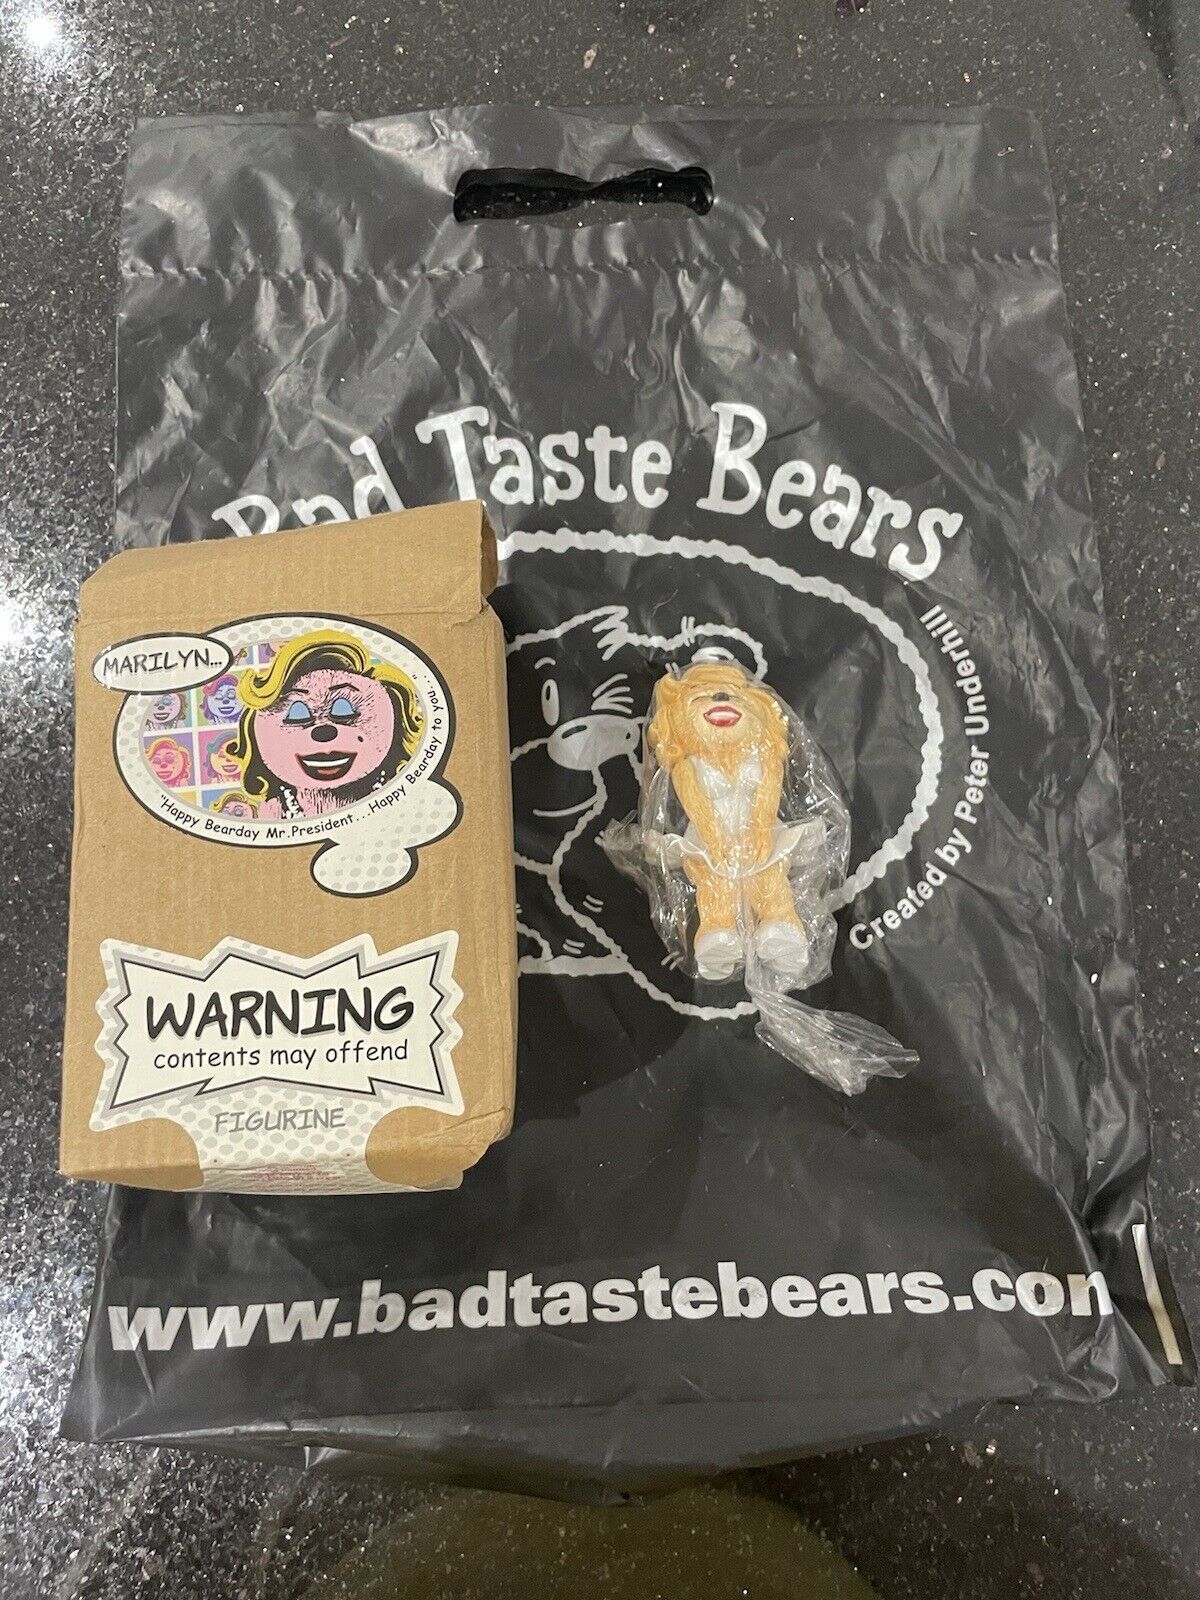 Bad Taste Bears
Created by Peter Underhill
MARILYN...
"Happy Bearday Mr.President...Happy Bearday to you..."
WARNING
contents may offend
FIGURINE
www.badtastebears.com